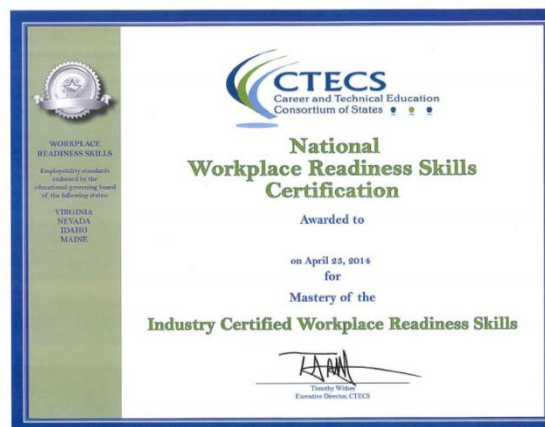 WORKPLACE
READINESS SKILLS
Employability standards
endorsed by the
educational governing board
of the following states:
VIRGINIA
NEVADA
IDAHO
MAINE
CTECS
Career and Technical Education
Consortium of States
National
Workplace Readiness Skills
Certification
Awarded to
on April 23, 2014
for
Mastery of the
Industry Certified Workplace Readiness Skills
Timothy Withee
Executive Director, CTECS